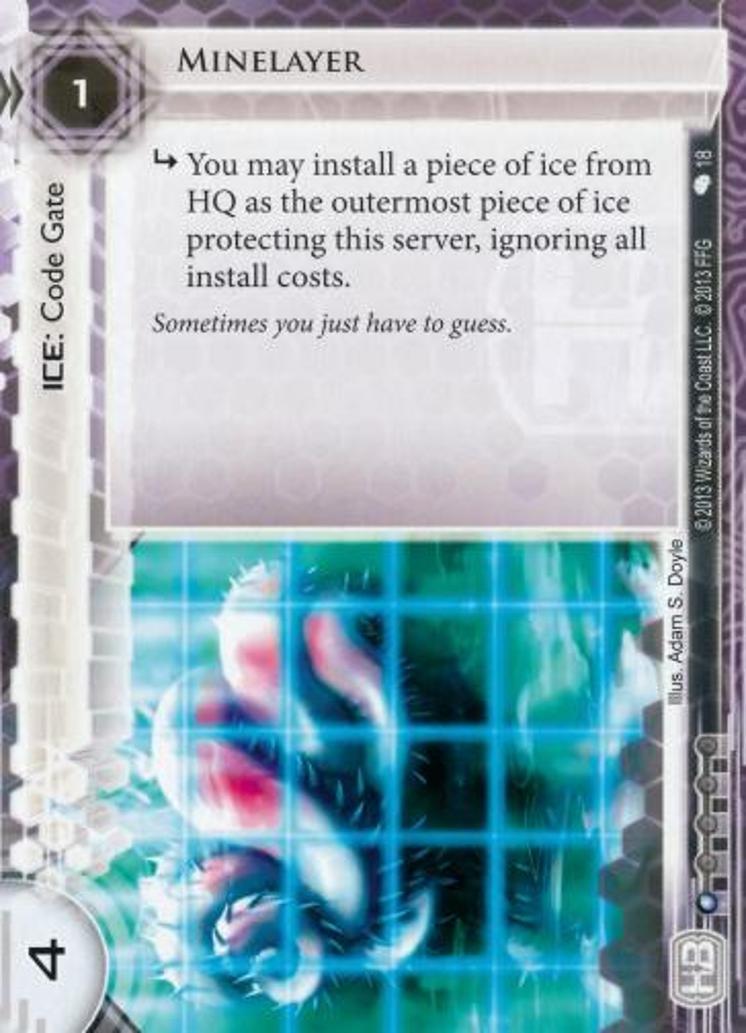 1
MINELAYER
↳ You may install a piece of ice from
HQ as the outermost piece of ice
protecting this server, ignoring all
install costs.
Sometimes you just have to guess.
ICE: Code Gate
4
18
©2013 Wizards of the Coast LLC. ©2013 FFG
Illus. Adam S. Doyle
HB